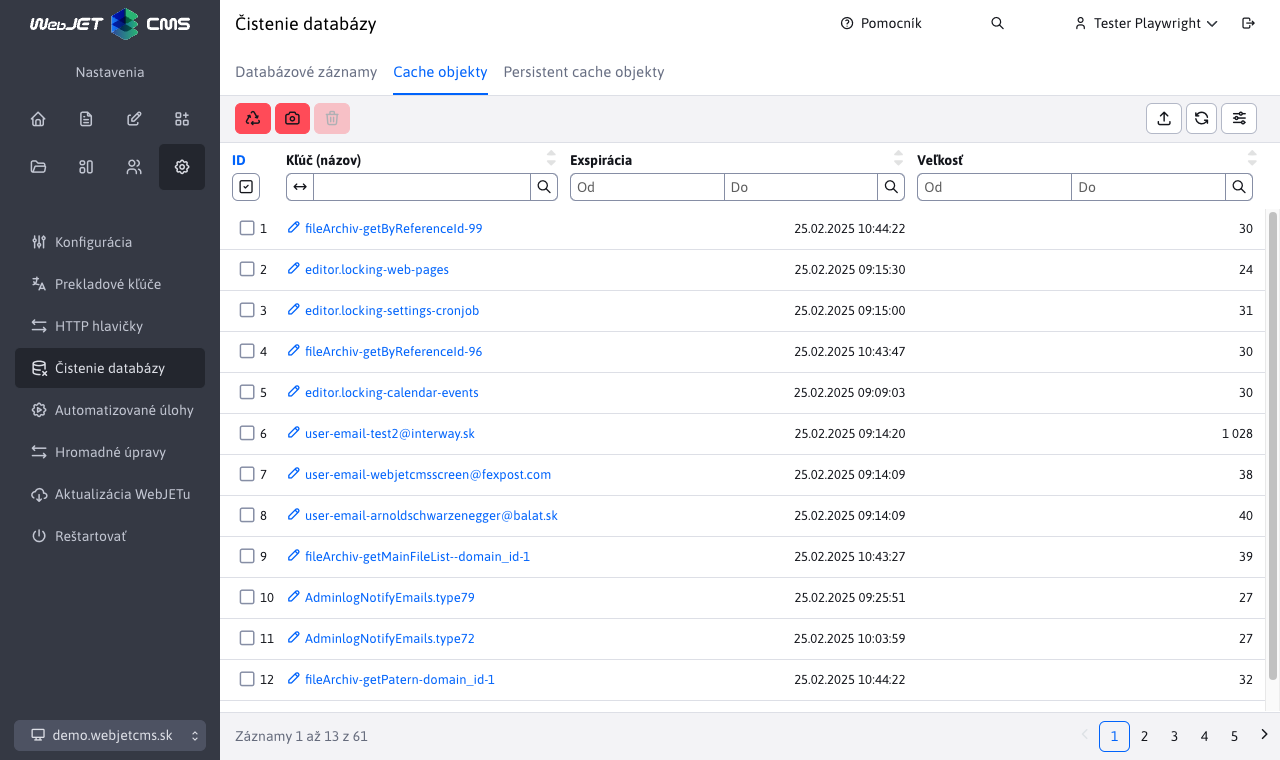 WebJET CMS
Nastavenia
Konfigurácia
Prekladové kľúče
HTTP hlavičky
Čistenie databázy
Automatizované úlohy
Hromadné úpravy
Aktualizácia WebJETu
Reštartovať
demo.webjetcms.sk
Čistenie databázy
Pomocník
Tester Playwright
Databázové záznamy Cache objekty Persistent cache objekty
ID Kľúč (názov) Exspirácia Veľkosť
Od Do Od Do
1 fileArchiv-getByReferenceId-99 25.02.2025 10:44:22 30
2 editor.locking-web-pages 25.02.2025 09:15:30 24
3 editor.locking-settings-cronjob 25.02.2025 09:15:00 31
4 fileArchiv-getByReferenceId-96 25.02.2025 10:43:47 30
5 editor.locking-calendar-events 25.02.2025 09:09:03 30
6 user-email-test2@interway.sk 25.02.2025 09:14:20 1 028
7 user-email-webjetcmsscreen@fexpost.com 25.02.2025 09:14:09 38
8 user-email-arnoldschwarzenegger@balat.sk 25.02.2025 09:14:09 40
9 fileArchiv-getMainFileList--domain_id-1 25.02.2025 10:43:27 39
10 AdminlogNotifyEmails.type79 25.02.2025 09:25:51 27
11 AdminlogNotifyEmails.type72 25.02.2025 10:03:59 27
12 fileArchiv-getPatern-domain_id-1 25.02.2025 10:44:22 32
Záznamy 1 až 13 z 61
1 2 3 4 5